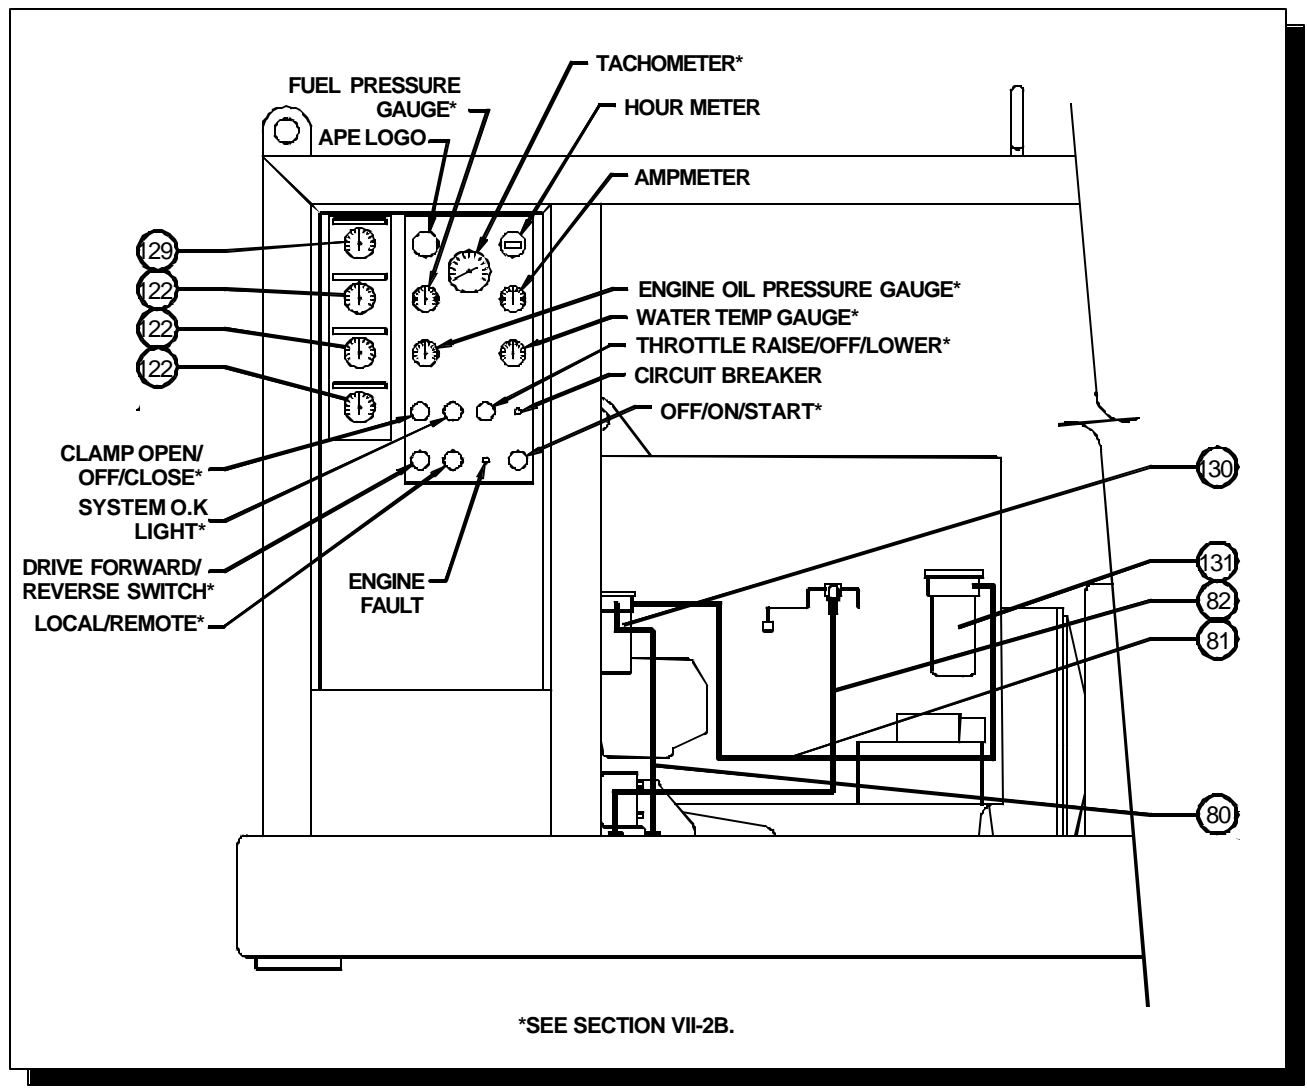 TACHOMETER*
FUEL PRESSURE
GAUGE*
HOUR METER
APE LOGO
AMPMETER
129
122
122
122
ENGINE OIL PRESSURE GAUGE*
WATER TEMP GAUGE*
THROTTLE RAISE/OFF/LOWER*
CIRCUIT BREAKER
OFF/ON/START*
CLAMP OPEN/
OFF/CLOSE*
SYSTEM O.K
LIGHT*
DRIVE FORWARD/
REVERSE SWITCH*
LOCAL/REMOTE*
ENGINE
FAULT
130
131
82
81
80
*SEE SECTION VII-2B.